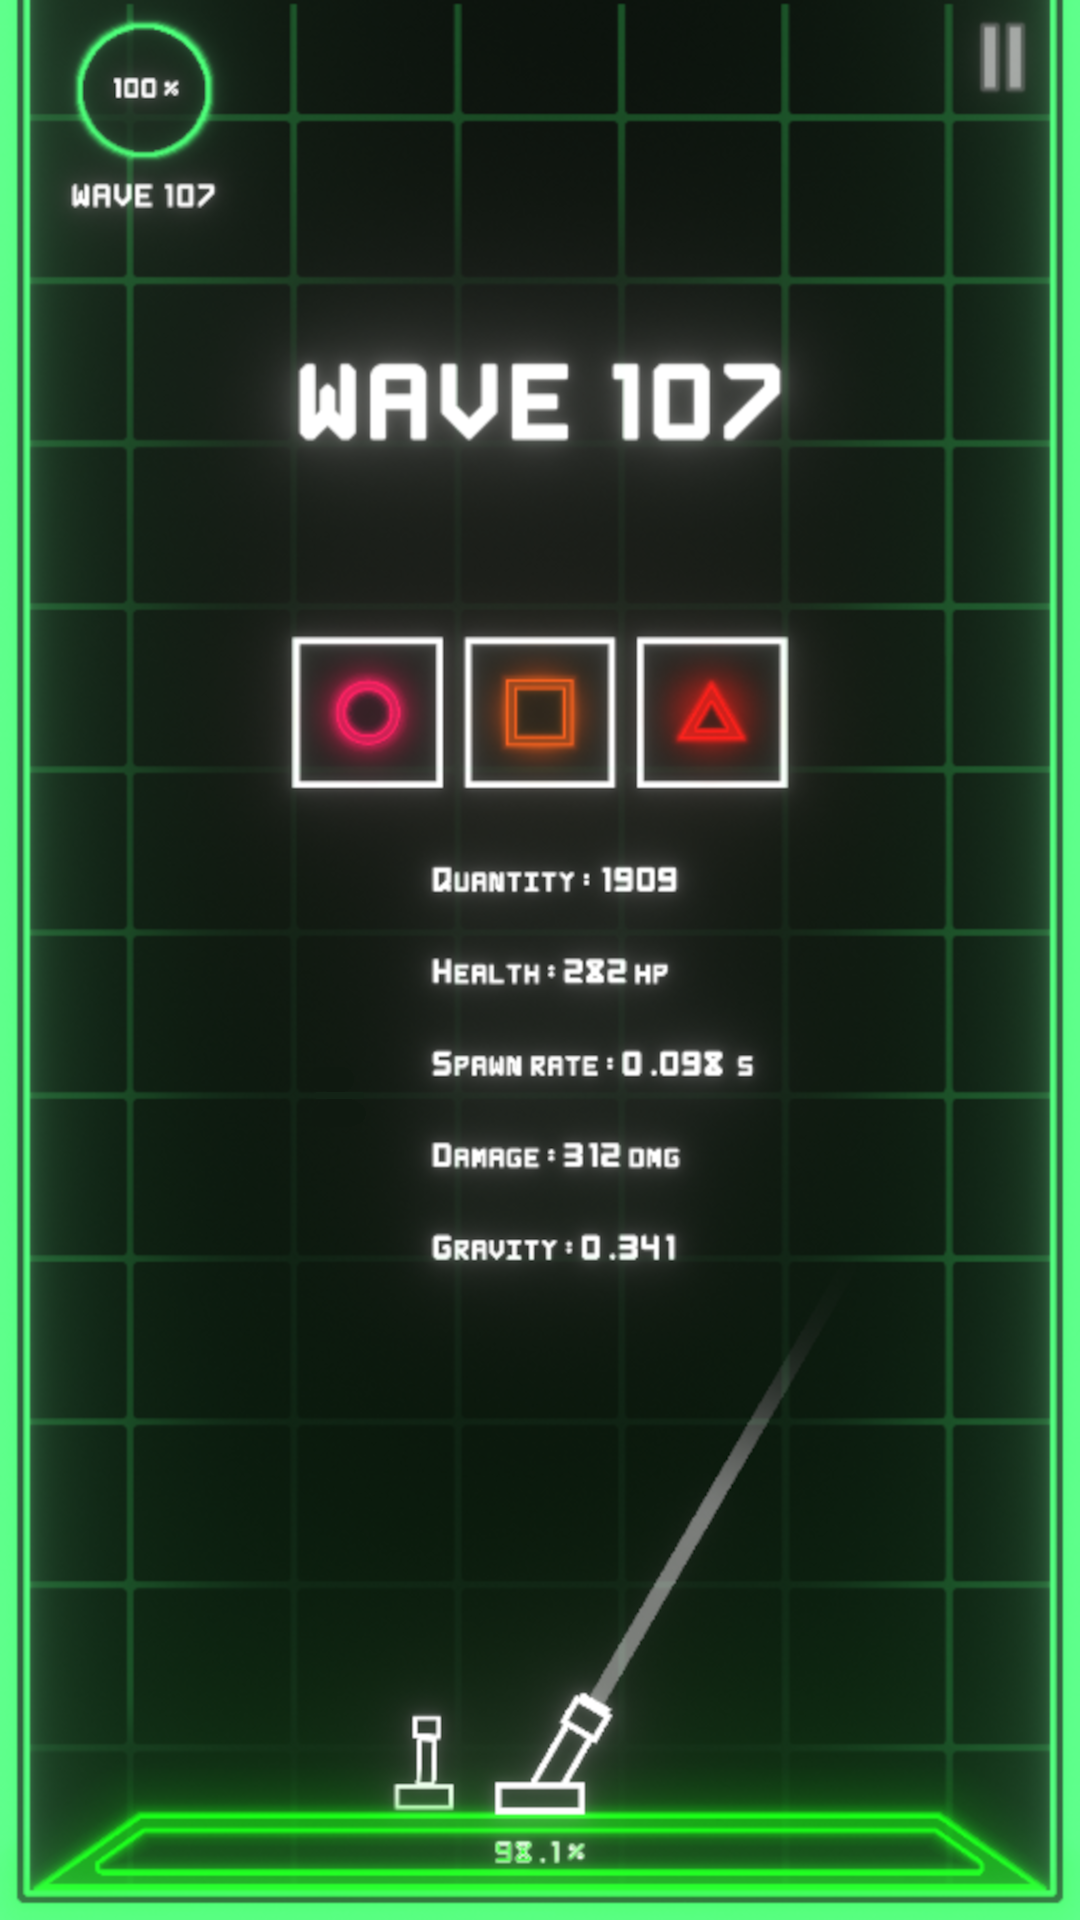 100 %
WAVE 107
WAVE 107
QUANTITY : 1909
HEALTH : 282 HP
SPAWN RATE : 0.098 S
DAMAGE : 312 DMG
GRAVITY : 0.341
98.1%